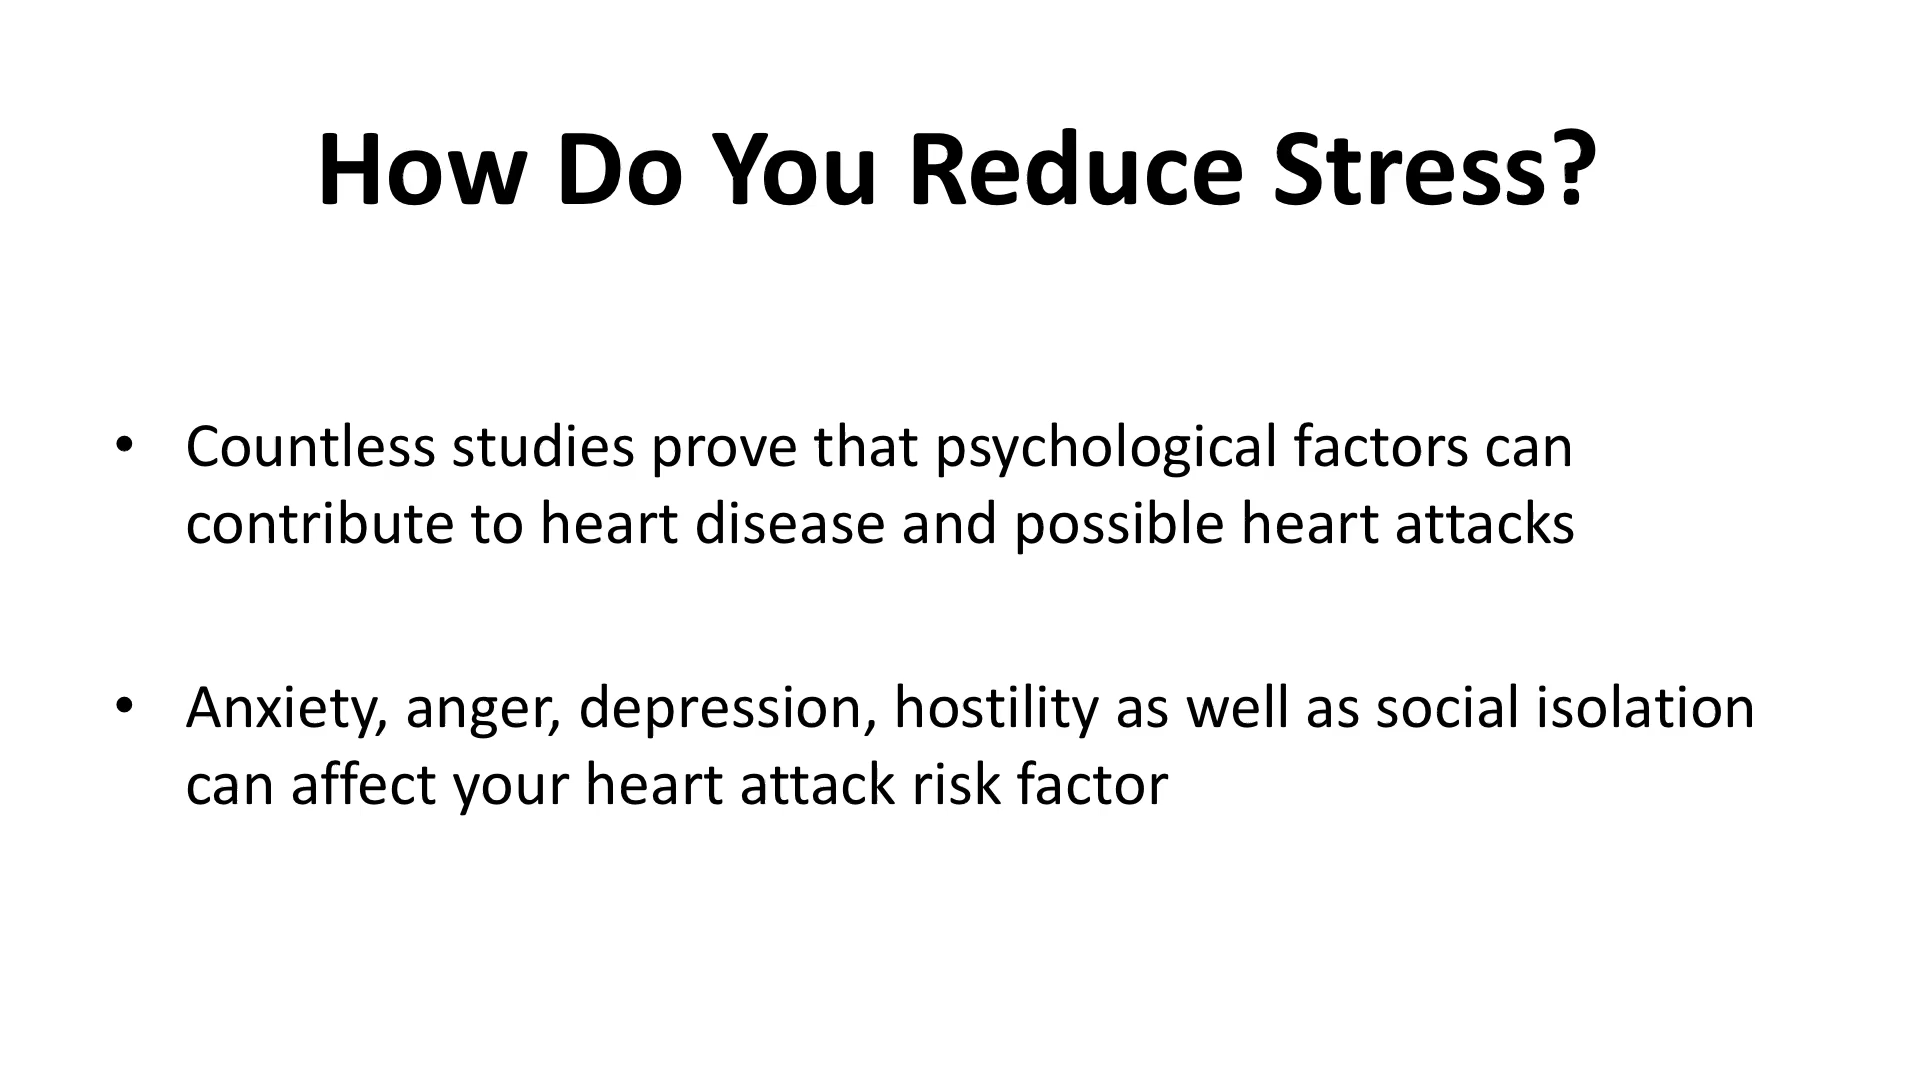 How Do You Reduce Stress?
• Countless studies prove that psychological factors can
contribute to heart disease and possible heart attacks
• Anxiety, anger, depression, hostility as well as social isolation
can affect your heart attack risk factor